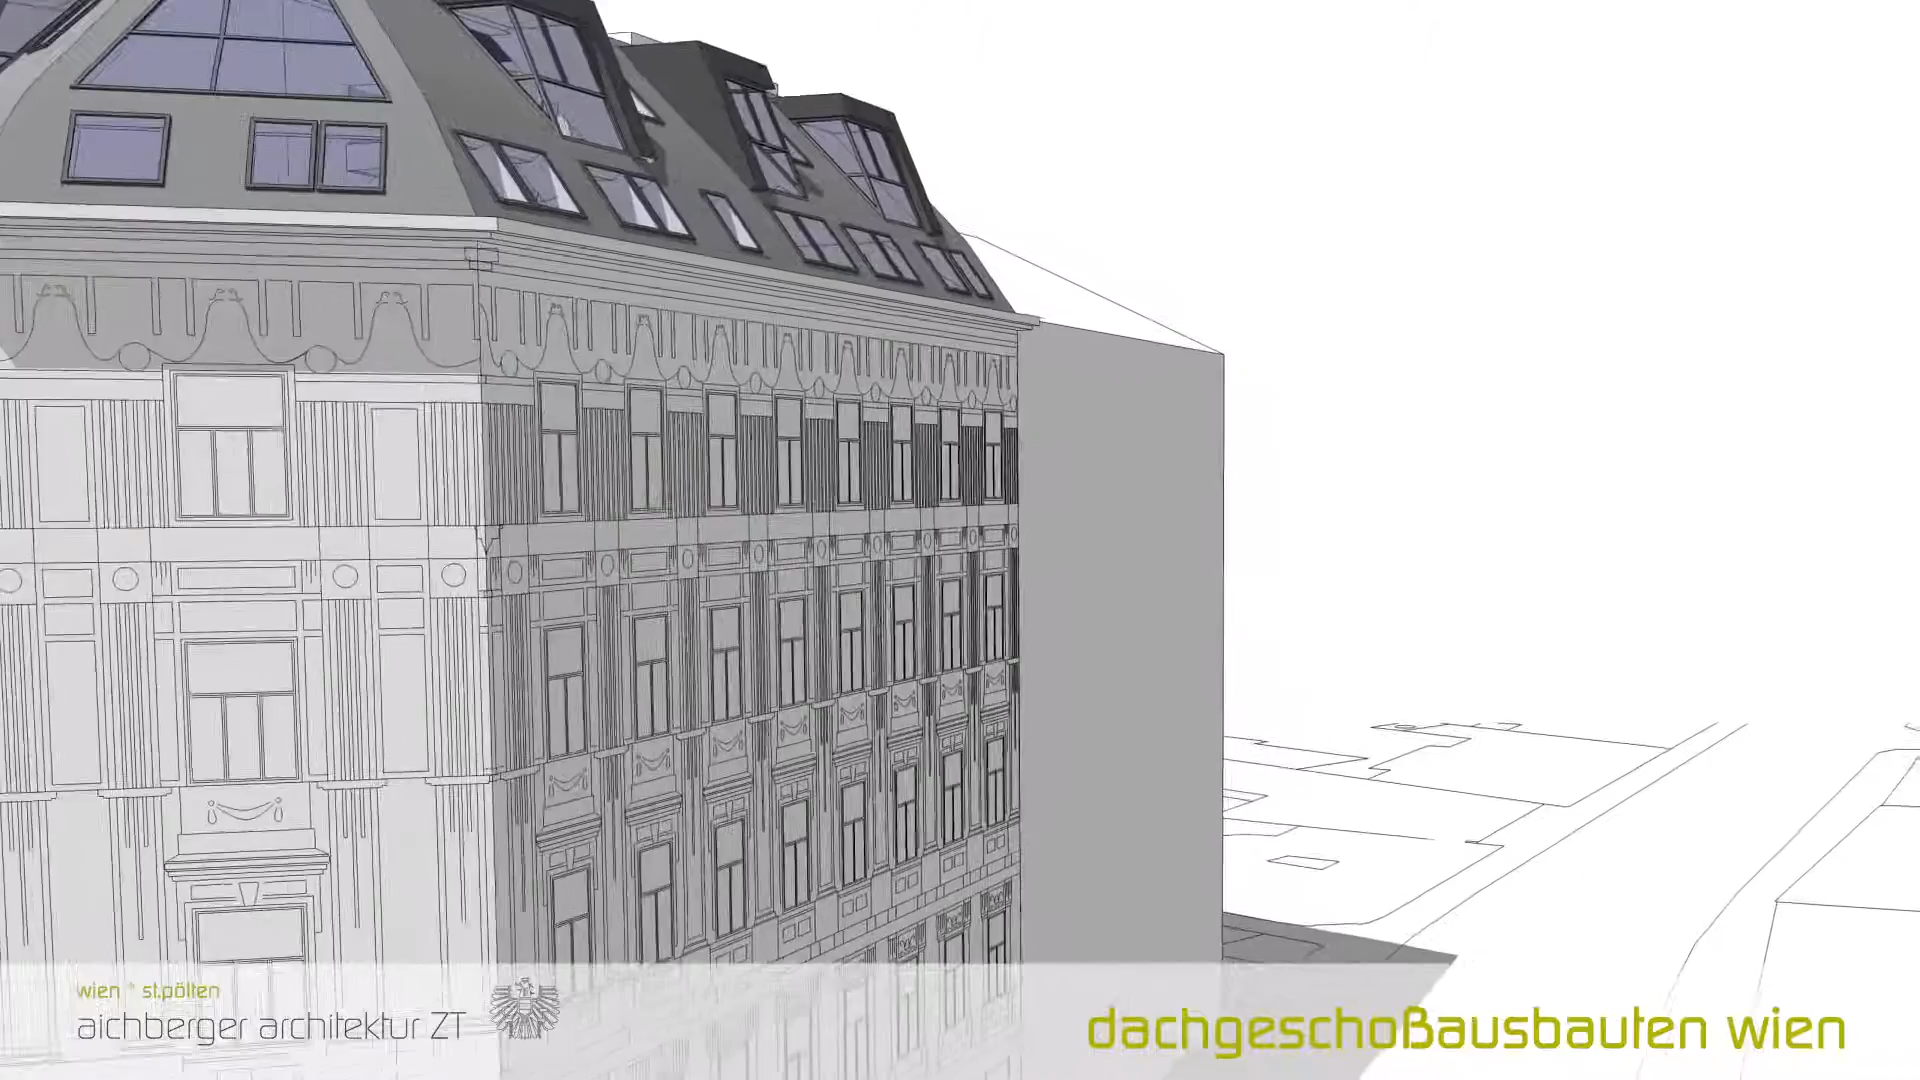 wien * st.pölten
aichberger architektur ZT
dachgeschoßausbauten wien